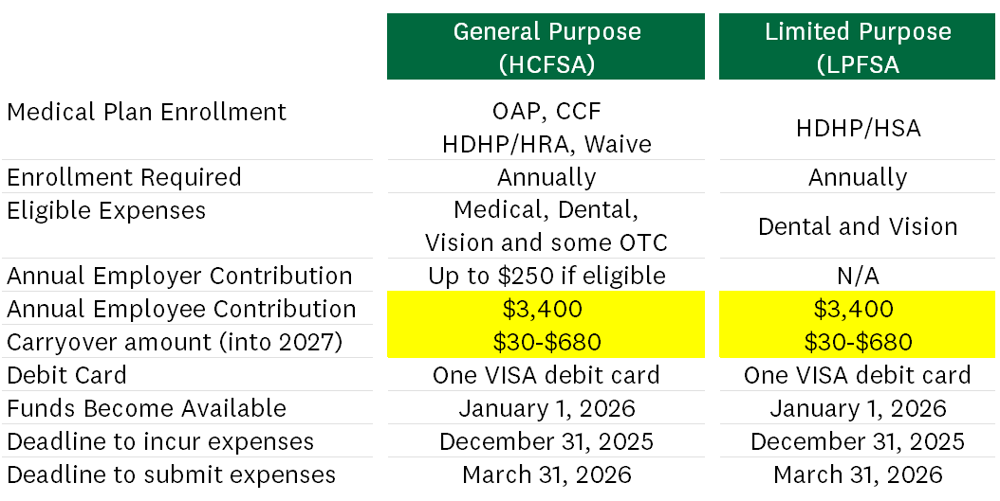 General Purpose
(HCFSA)
Limited Purpose
(LPFSA
Medical Plan Enrollment
OAP, CCF
HDHP/HRA, Waive
HDHP/HSA
Enrollment Required
Annually
Annually
Eligible Expenses
Medical, Dental,
Vision and some OTC
Dental and Vision
Annual Employer Contribution
Up to $250 if eligible
N/A
Annual Employee Contribution
$3,400
$3,400
Carryover amount (into 2027)
$30-$680
$30-$680
Debit Card
One VISA debit card
One VISA debit card
Funds Become Available
January 1, 2026
January 1, 2026
Deadline to incur expenses
December 31, 2025
December 31, 2025
Deadline to submit expenses
March 31, 2026
March 31, 2026